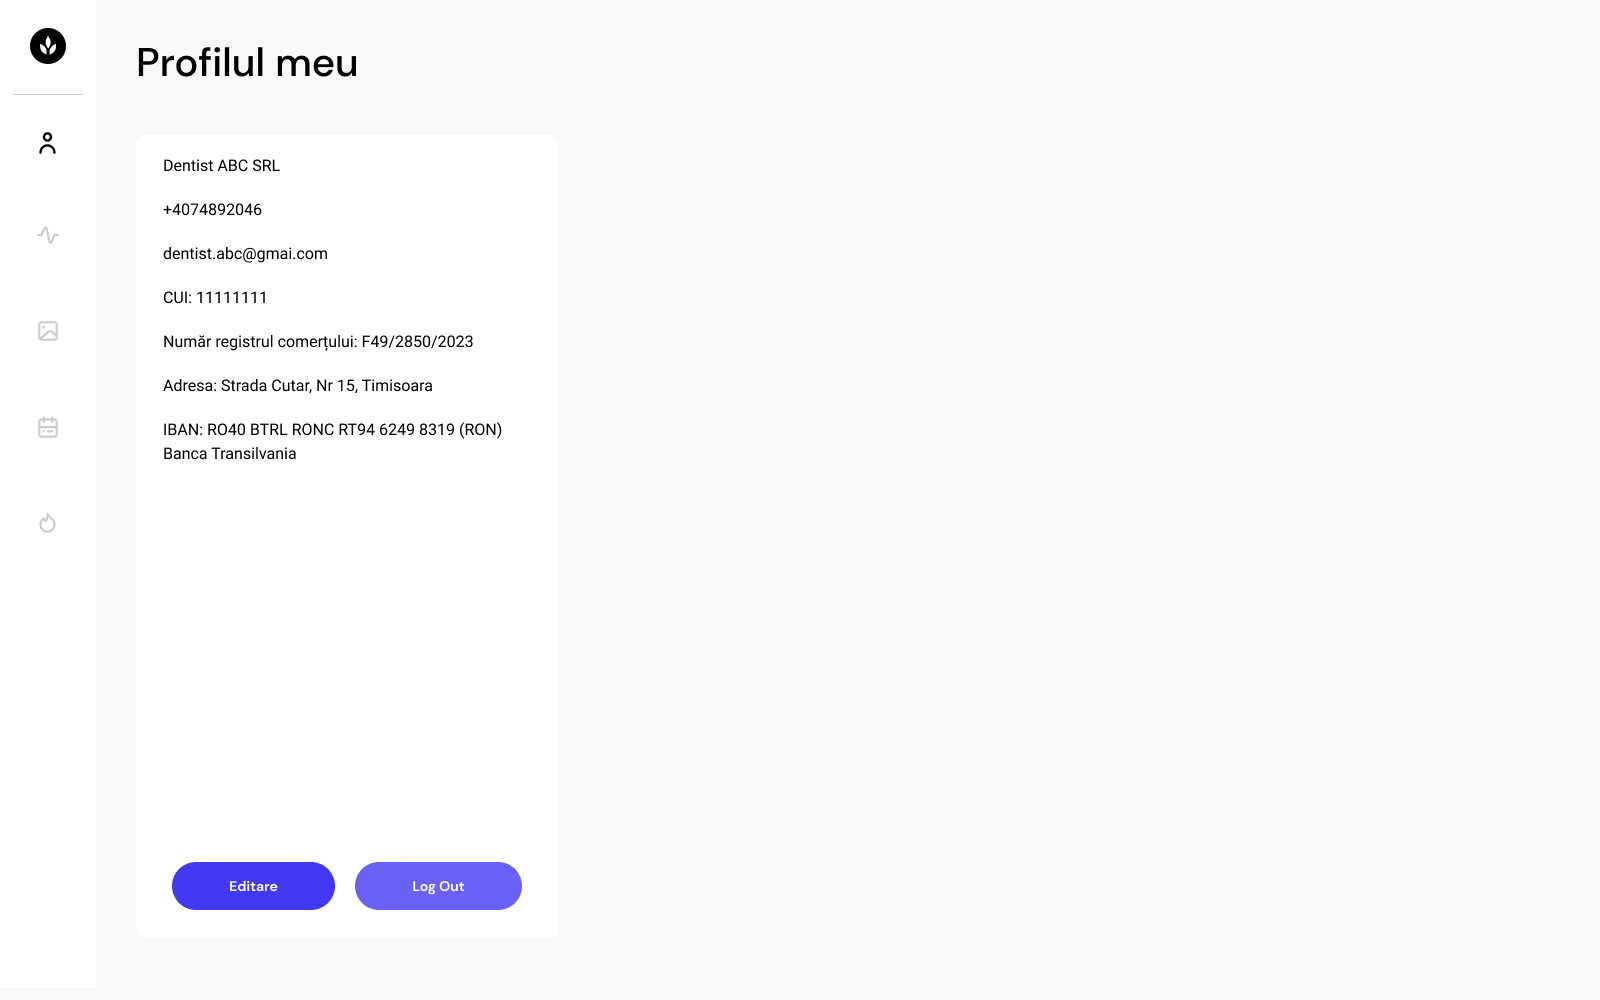 Profilul meu
Dentist ABC SRL
+4074892046
dentist.abc@gmai.com
CUI: 11111111
Număr registrul comerțului: F49/2850/2023
Adresa: Strada Cutar, Nr 15, Timisoara
IBAN: RO40 BTRL RONC RT94 6249 8319 (RON)
Banca Transilvania
Editare
Log Out